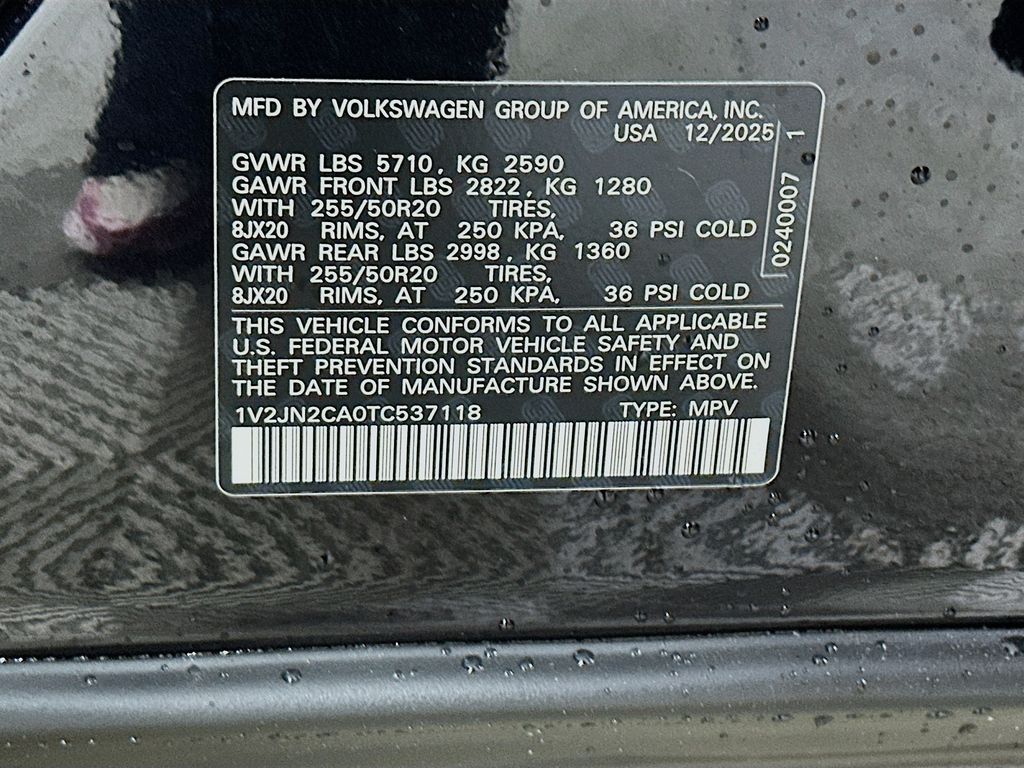 MFD BY VOLKSWAGEN GROUP OF AMERICA, INC.
USA 12/2025
GVWR LBS 5710, KG 2590
GAWR FRONT LBS 2822, KG 1280
WITH 255/50R20 TIRES,
8JX20 RIMS, AT 250 KPA, 36 PSI COLD
GAWR REAR LBS 2998, KG 1360
WITH 255/50R20 TIRES,
8JX20 RIMS, AT 250 KPA, 36 PSI COLD
0240007 1
THIS VEHICLE CONFORMS TO ALL APPLICABLE
U.S. FEDERAL MOTOR VEHICLE SAFETY AND
THEFT PREVENTION STANDARDS IN EFFECT ON
THE DATE OF MANUFACTURE SHOWN ABOVE.
1V2JN2CA0TC537118 TYPE: MPV